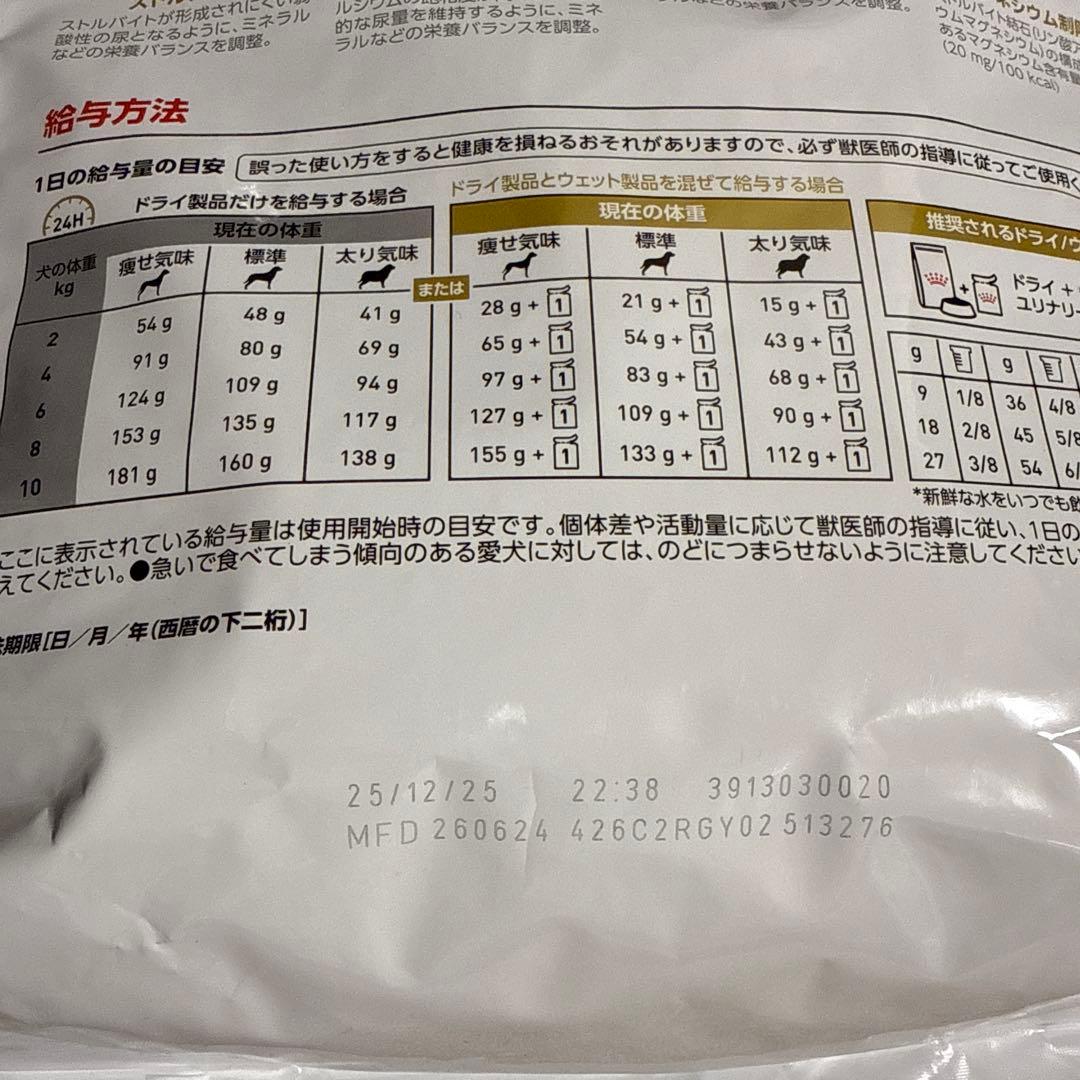 ストルバイトが形成されにくい弱
酸性の尿となるように、ミネラル
などの栄養バランスを調整。
的な尿量を維持するように、ミネ
ラルなどの栄養バランスを調整。
ウムマグネシウム)の構成
あるマグネシウム含有量
(20 mg/100 kcal)
給与方法
1日の給与量の目安
誤った使い方をすると健康を損ねるおそれがありますので、必ず獣医師の指導に従ってご使用く
24H
ドライ製品だけを給与する場合
ドライ製品とウェット製品を混ぜて給与する場合
現在の体重
現在の体重
推奨されるドライ/ウ
犬の体重 kg 痩せ気味 標準 太り気味
または
痩せ気味 標準 太り気味
ドライ +
ユリナリー
2 54 g 48 g 41 g 28 g + 1 21 g + 1 15 g + 1
4 91 g 80 g 69 g 65 g + 1 54 g + 1 43 g + 1
6 124 g 109 g 94 g 97 g + 1 83 g + 1 68 g + 1
8 153 g 135 g 117 g 127 g + 1 109 g + 1 90 g + 1
10 181 g 160 g 138 g 155 g + 1 133 g + 1 112 g + 1
g g
9 1/8 36 4/8
18 2/8 45 5/8
27 3/8 54 6/
*新鮮な水をいつでも飲
ここに表示されている給与量は使用開始時の目安です。個体差や活動量に応じて獣医師の指導に従い、1日の
えてください。●急いで食べてしまう傾向のある愛犬に対しては、のどにつまらせないように注意してください
期限[日/月/年(西暦の下二桁)]
25/12/25 22:38 3913030020
MFD 260624 426C2RGY02 513276